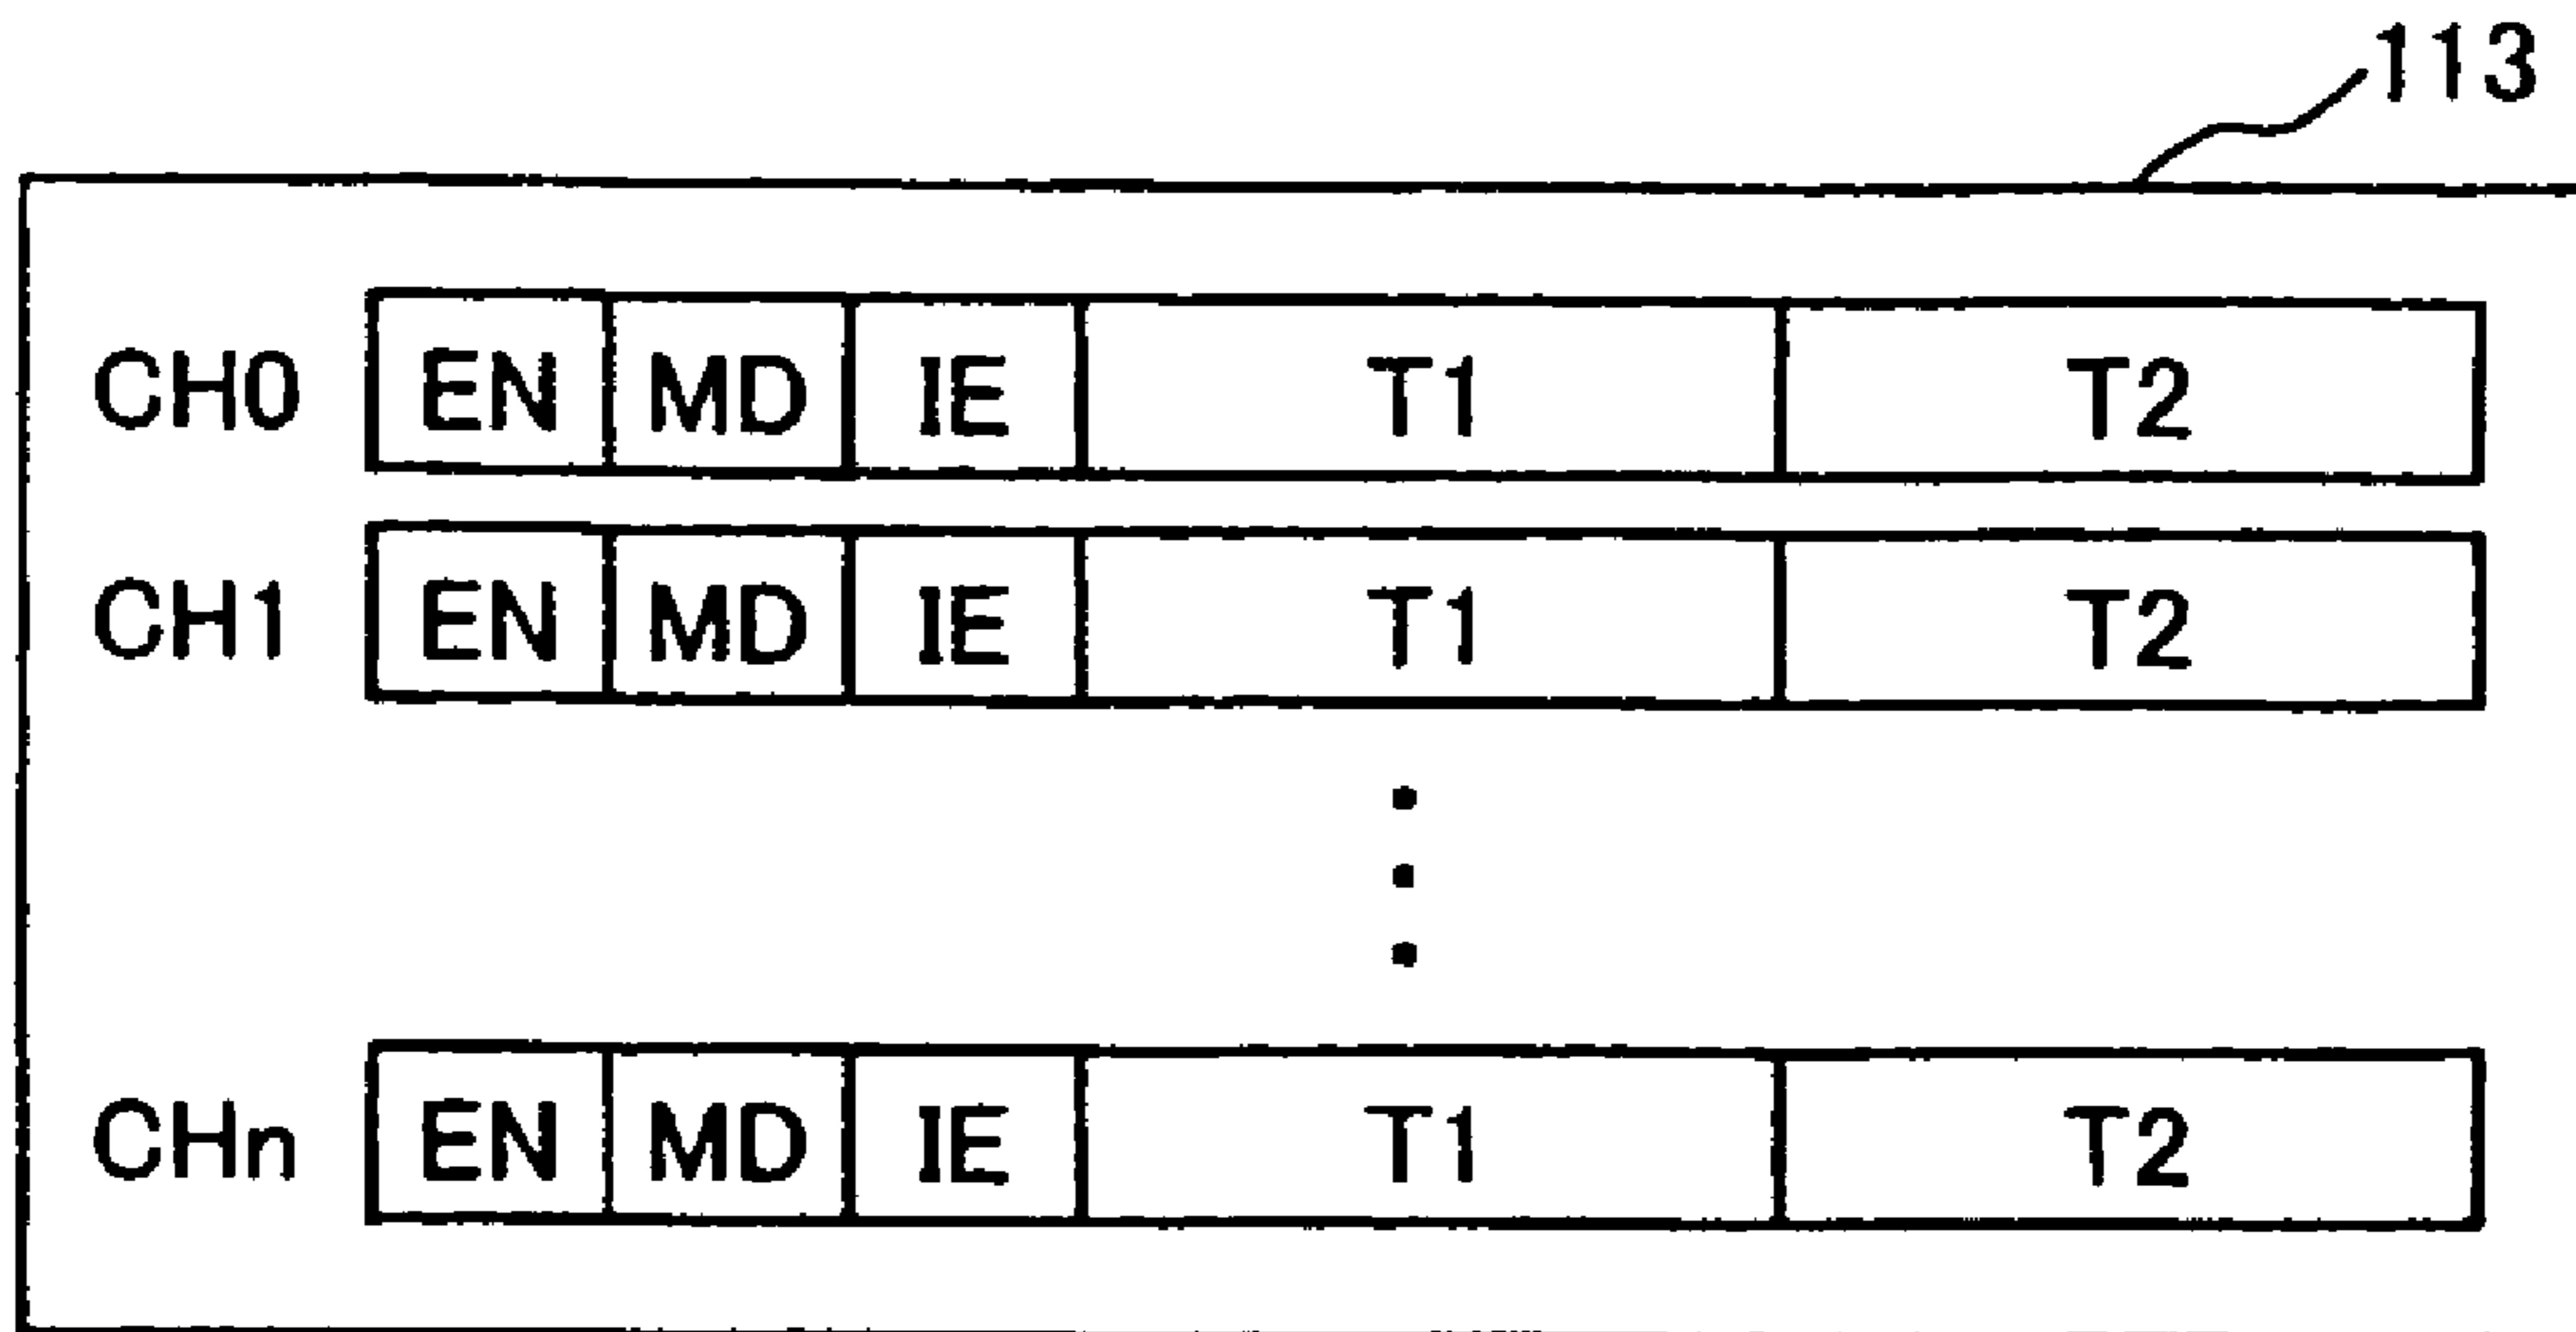 113
CH0 EN MD IE T1 T2
CH1 EN MD IE T1 T2
CHn EN MD IE T1 T2